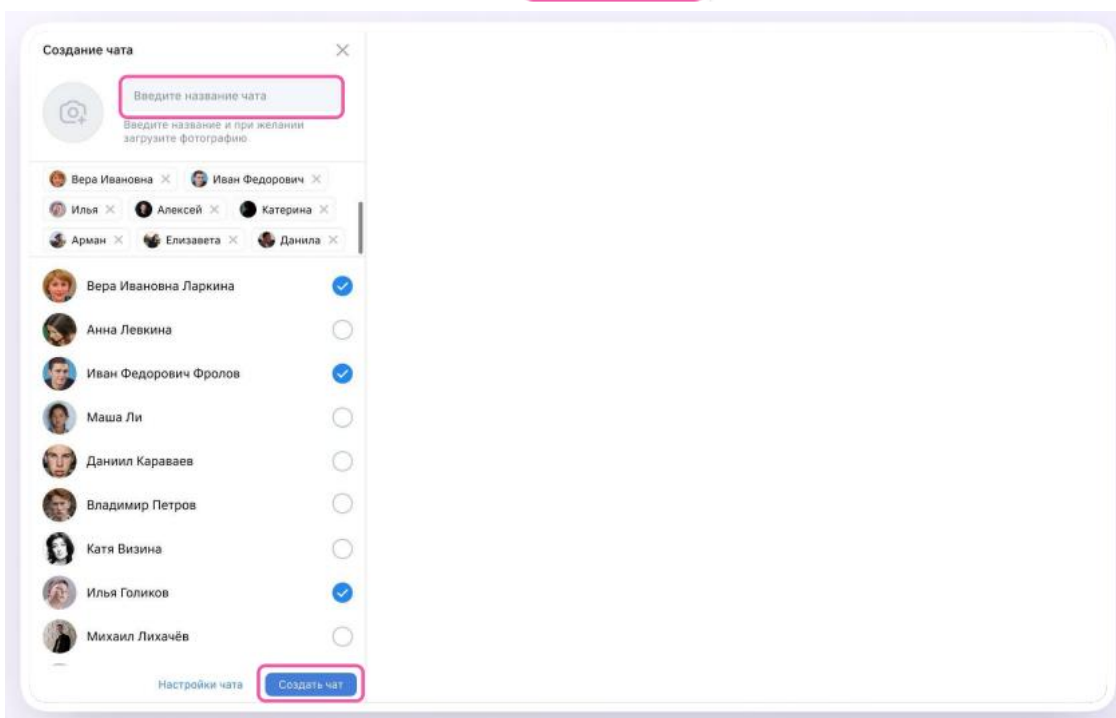 Создание чата
Введите название чата
Введите название и при желании
загрузите фотографию
Вера Ивановна Иван Федорович
Илья Алексей Катерина
Арман Елизавета Данила
Вера Ивановна Ларкина
Анна Левкина
Иван Федорович Фролов
Маша Ли
Даниил Караваев
Владимир Петров
Катя Визина
Илья Голиков
Михаил Лихачёв
Настройки чата Создать чат